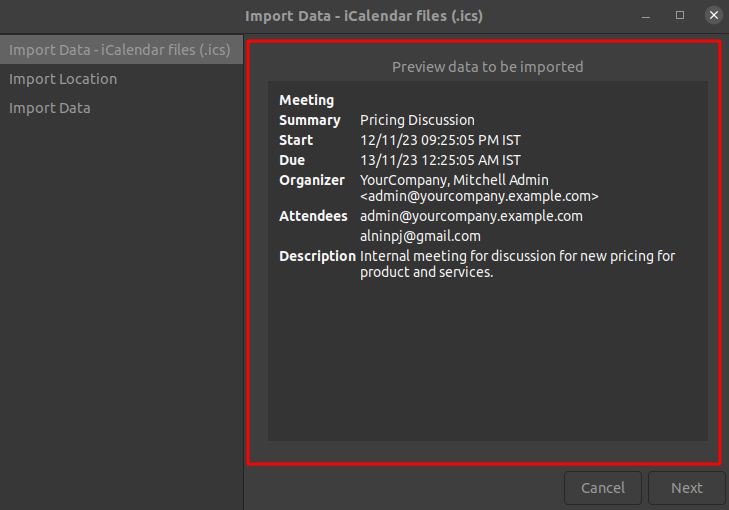 Import Data - iCalendar files (.ics)
Import Data - iCalendar files (.ics)
Import Location
Import Data
Preview data to be imported
Meeting
Summary Pricing Discussion
Start 12/11/23 09:25:05 PM IST
Due 13/11/23 12:25:05 AM IST
Organizer YourCompany, Mitchell Admin
<admin@yourcompany.example.com>
Attendees admin@yourcompany.example.com
alninpj@gmail.com
Description Internal meeting for discussion for new pricing for
product and services.
Cancel Next